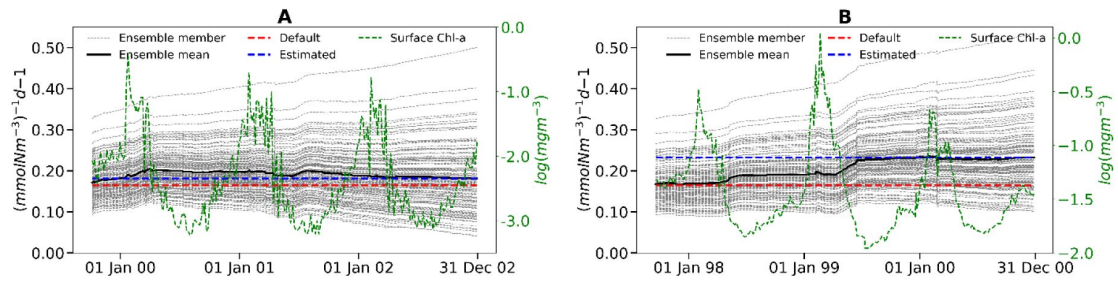 A
0.50
0.40
0.30
0.20
0.10
0.00
(mmolNm⁻³)⁻¹d−1
Ensemble member
Ensemble mean
Default
Estimated
Surface Chl-a
0.0
-1.0
-2.0
-3.0
log(mgm⁻³)
01 Jan 00
01 Jan 01
01 Jan 02
31 Dec 02
B
0.50
0.40
0.30
0.20
0.10
0.00
(mmolNm⁻³)⁻¹d−1
Ensemble member
Ensemble mean
Default
Estimated
Surface Chl-a
0.0
−0.5
−1.0
−1.5
−2.0
log(mgm⁻³)
01 Jan 98
01 Jan 99
01 Jan 00
31 Dec 00